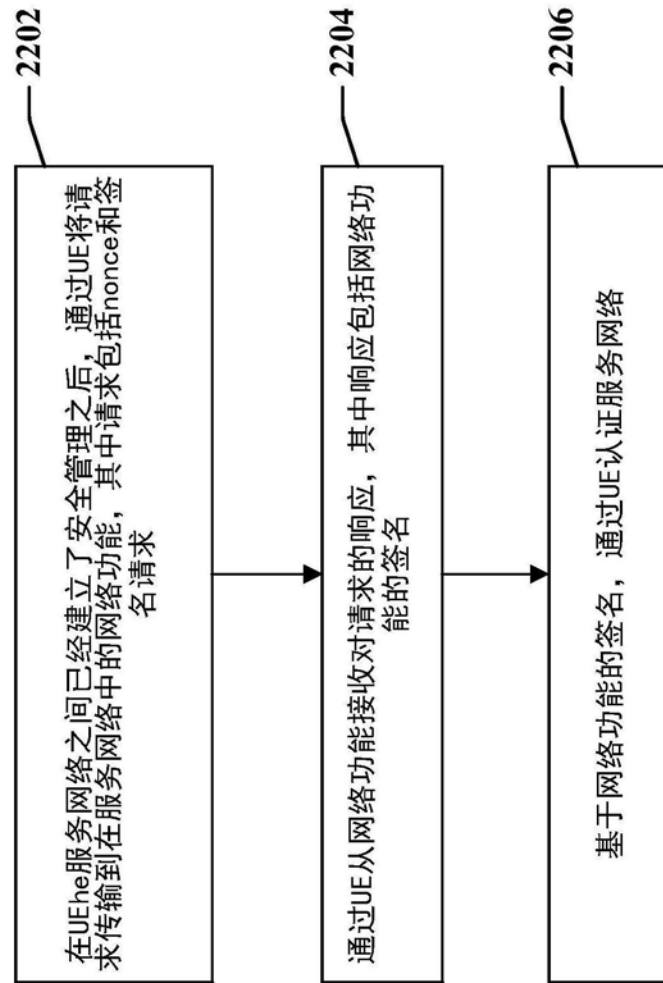 2202
在UEhe服务网络之间已经建立了安全管理之后，通过UE将请
求传输到在服务网络中的网络功能，其中请求包括nonce和签
名请求
2204
通过UE从网络功能接收对请求的响应，其中响应包括网络功
能的签名
2206
基于网络功能的签名，通过UE认证服务网络